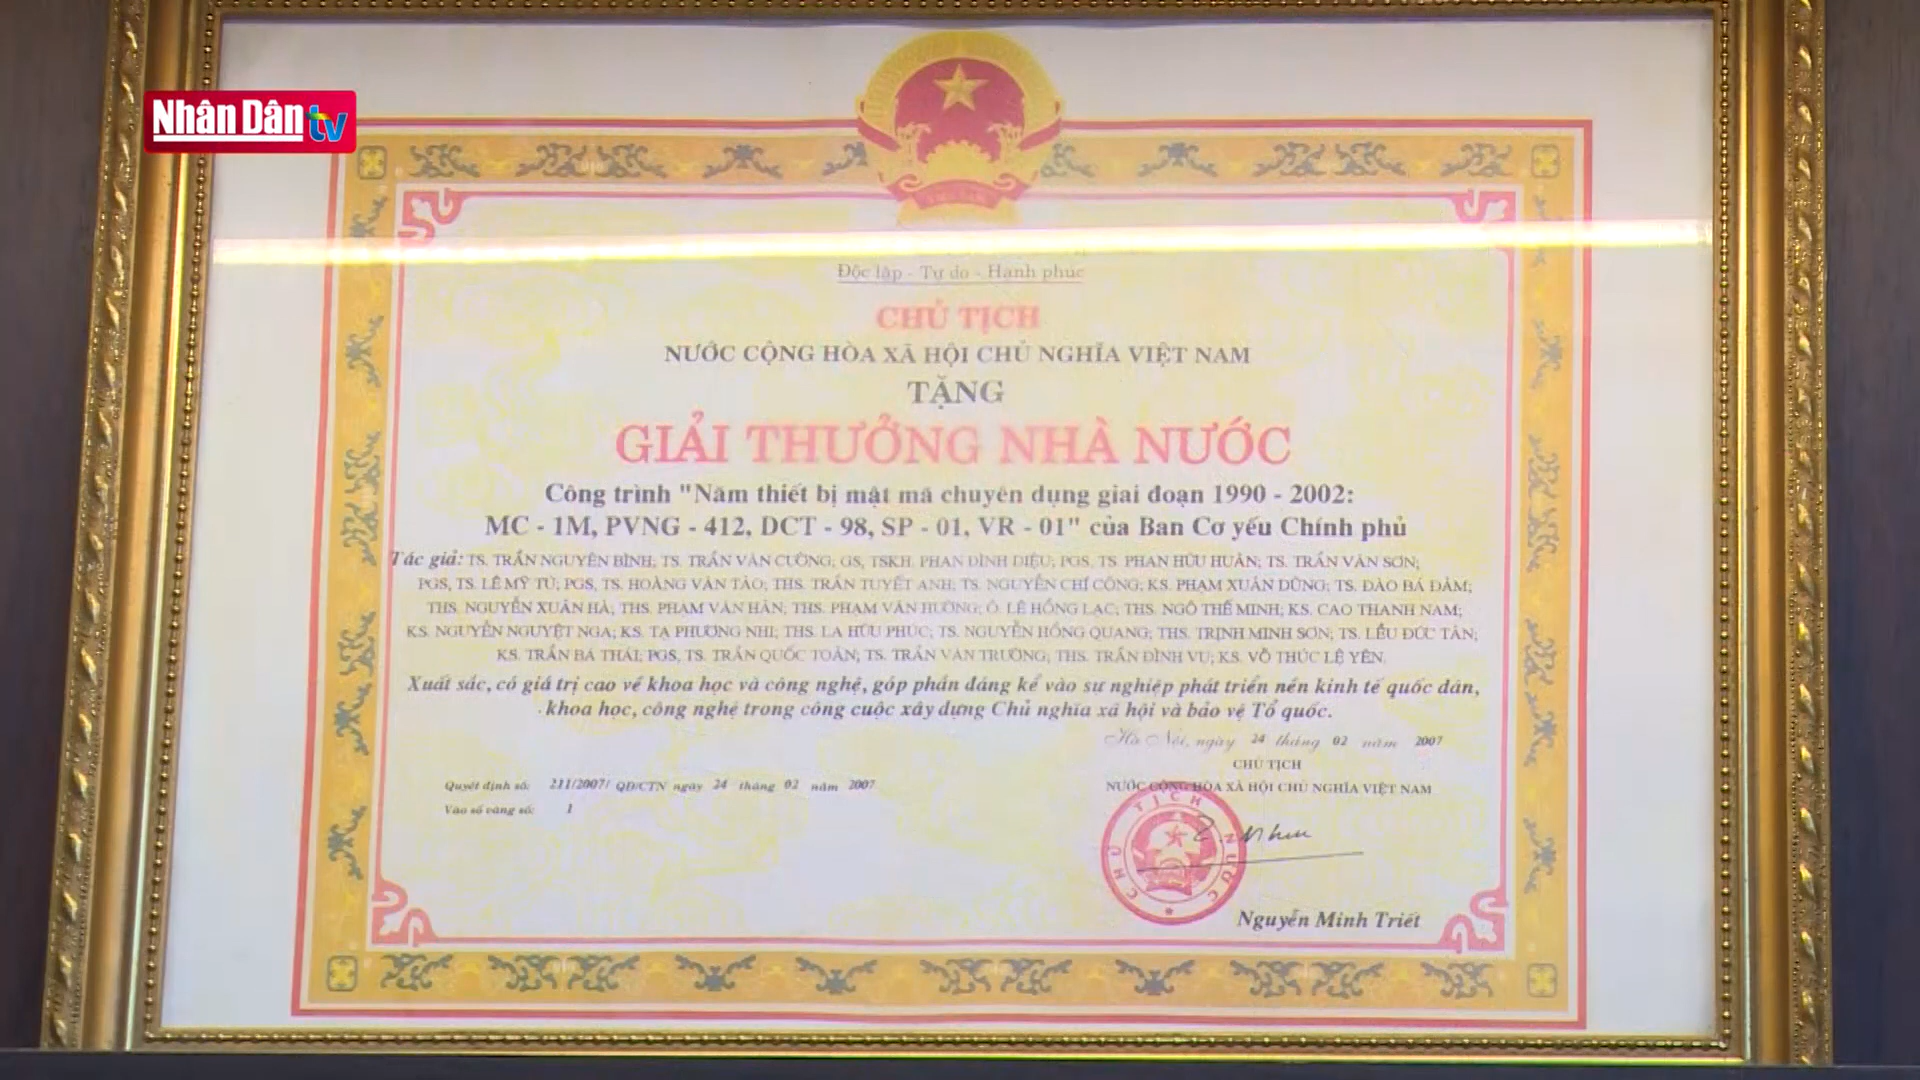 Nhân Dân tv
Độc lập - Tự do - Hạnh phúc
CHỦ TỊCH
NƯỚC CỘNG HÒA XÃ HỘI CHỦ NGHĨA VIỆT NAM
TẶNG
GIẢI THƯỞNG NHÀ NƯỚC
Công trình "Năm thiết bị mật mã chuyên dụng giai đoạn 1990 - 2002:
MC - 1M, PVNG - 412, DCT - 98, SP - 01, VR - 01" của Ban Cơ yếu Chính phủ
Tác giả: TS. TRẦN NGUYÊN BÌNH; TS. TRẦN VĂN CƯỜNG; GS, TSKH. PHAN ĐÌNH DIỆU; PGS, TS PHAN HỮU HUÂN; TS. TRẦN VĂN SƠN;
PGS, TS. LÊ MỸ TÚ; PGS, TS. HOÀNG VĂN TẢO; THS. TRẦN TUYẾT ANH; TS. NGUYỄN CHÍ CÔNG; KS. PHẠM XUÂN DŨNG; TS. ĐÀO BÁ ĐẢM;
THS. NGUYỄN XUÂN HÀ; THS. PHẠM VĂN HÂN; THS. PHẠM VĂN HƯỜNG; Ô. LÊ HỒNG LẠC; THS. NGÔ THẾ MINH; KS. CAO THANH NAM;
KS. NGUYỄN NGUYỆT NGA; KS. TẠ PHƯƠNG NHI; THS. LA HỮU PHÚC; TS. NGUYỄN HỒNG QUANG; THS. TRỊNH MINH SƠN; TS. LỀU ĐỨC TÂN;
KS. TRẦN BÁ THÁI; PGS, TS. TRẦN QUỐC TOẢN; TS. TRẦN VĂN TRƯỜNG; THS. TRẦN ĐÌNH VỤ; KS. VÕ THÚC LỆ YÊN.
Xuất sắc, có giá trị cao về khoa học và công nghệ, góp phần đáng kể vào sự nghiệp phát triển nền kinh tế quốc dân,
khoa học, công nghệ trong công cuộc xây dựng Chủ nghĩa xã hội và bảo vệ Tổ quốc.
Hà Nội, ngày 24 tháng 02 năm 2007
CHỦ TỊCH
NƯỚC CỘNG HÒA XÃ HỘI CHỦ NGHĨA VIỆT NAM
Quyết định số: 211/2007/ QĐ/CTN ngày 24 tháng 02 năm 2007
Vào sổ vàng số: 1
CHỦ TỊCH NƯỚC
Nguyễn Minh Triết